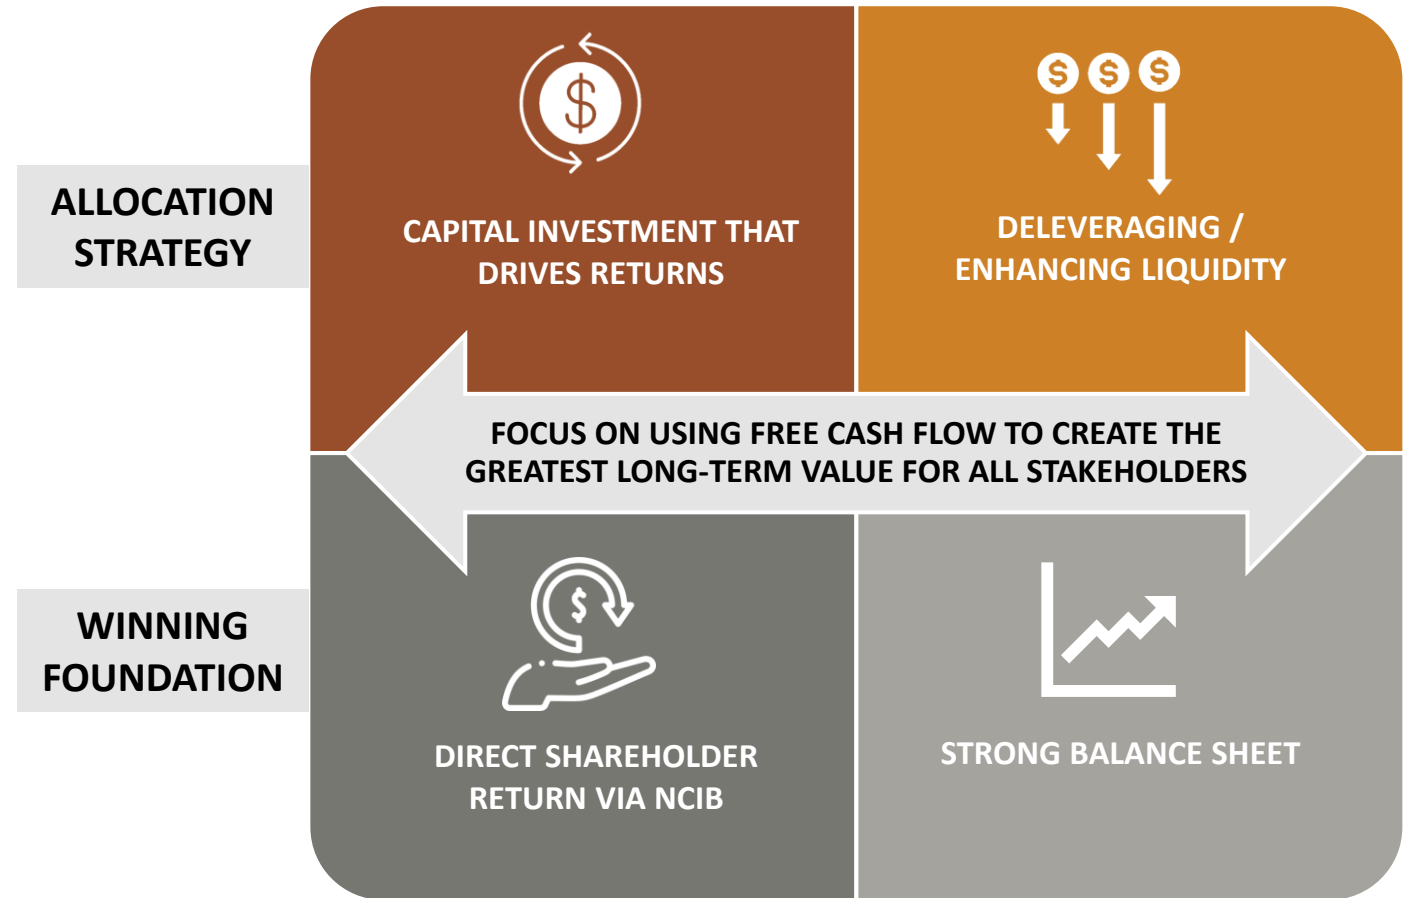 ALLOCATION
STRATEGY
$
CAPITAL INVESTMENT THAT
DRIVES RETURNS
$ $ $
DELEVERAGING /
ENHANCING LIQUIDITY
FOCUS ON USING FREE CASH FLOW TO CREATE THE
GREATEST LONG-TERM VALUE FOR ALL STAKEHOLDERS
WINNING
FOUNDATION
$
DIRECT SHAREHOLDER
RETURN VIA NCIB
STRONG BALANCE SHEET